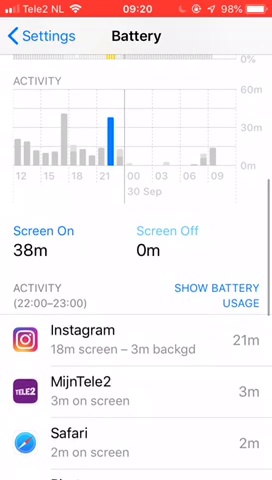 Tele2 NL 09:20 98%
Settings Battery
0%
ACTIVITY
60m
30m
0m
12 15 18 21 00 03 06 09
30 Sep
Screen On Screen Off
38m 0m
ACTIVITY SHOW BATTERY
(22:00–23:00) USAGE
Instagram
18m screen – 3m backgd 21m
TELE2
MijnTele2
3m on screen 3m
Safari
2m on screen 2m